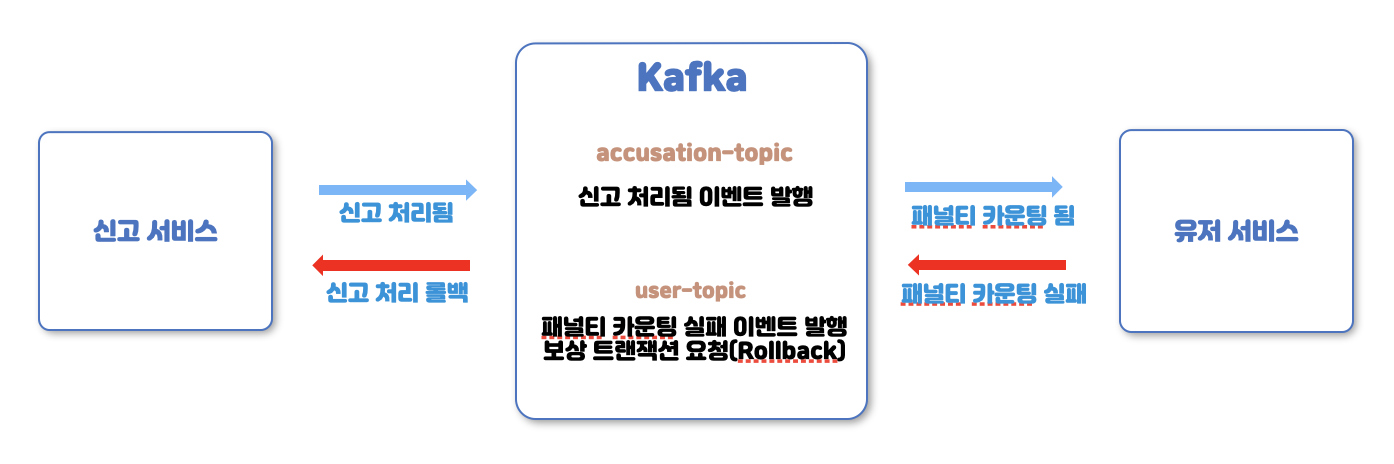 Kafka
accusation-topic
신고 처리됨 이벤트 발행
user-topic
패널티 카운팅 실패 이벤트 발행
보상 트랜잭션 요청(Rollback)
신고 서비스
신고 처리됨
신고 처리 롤백
패널티 카운팅 됨
패널티 카운팅 실패
유저 서비스